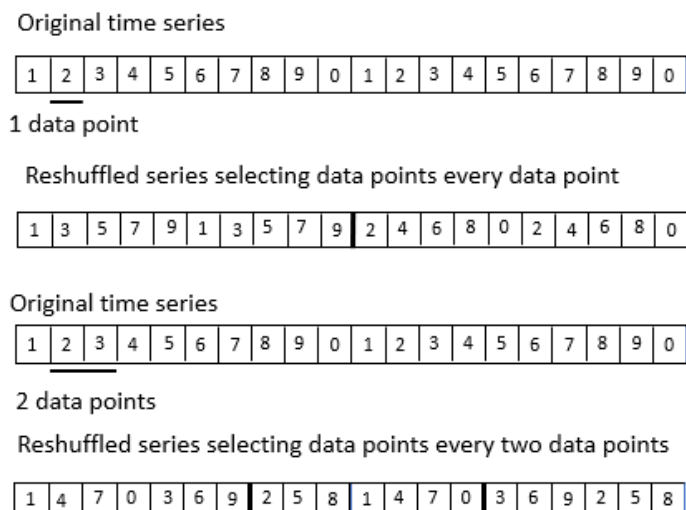 Original time series
1 2 3 4 5 6 7 8 9 0 1 2 3 4 5 6 7 8 9 0
1 data point
Reshuffled series selecting data points every data point
1 3 5 7 9 1 3 5 7 9 2 4 6 8 0 2 4 6 8 0
Original time series
1 2 3 4 5 6 7 8 9 0 1 2 3 4 5 6 7 8 9 0
2 data points
Reshuffled series selecting data points every two data points
1 4 7 0 3 6 9 2 5 8 1 4 7 0 3 6 9 2 5 8